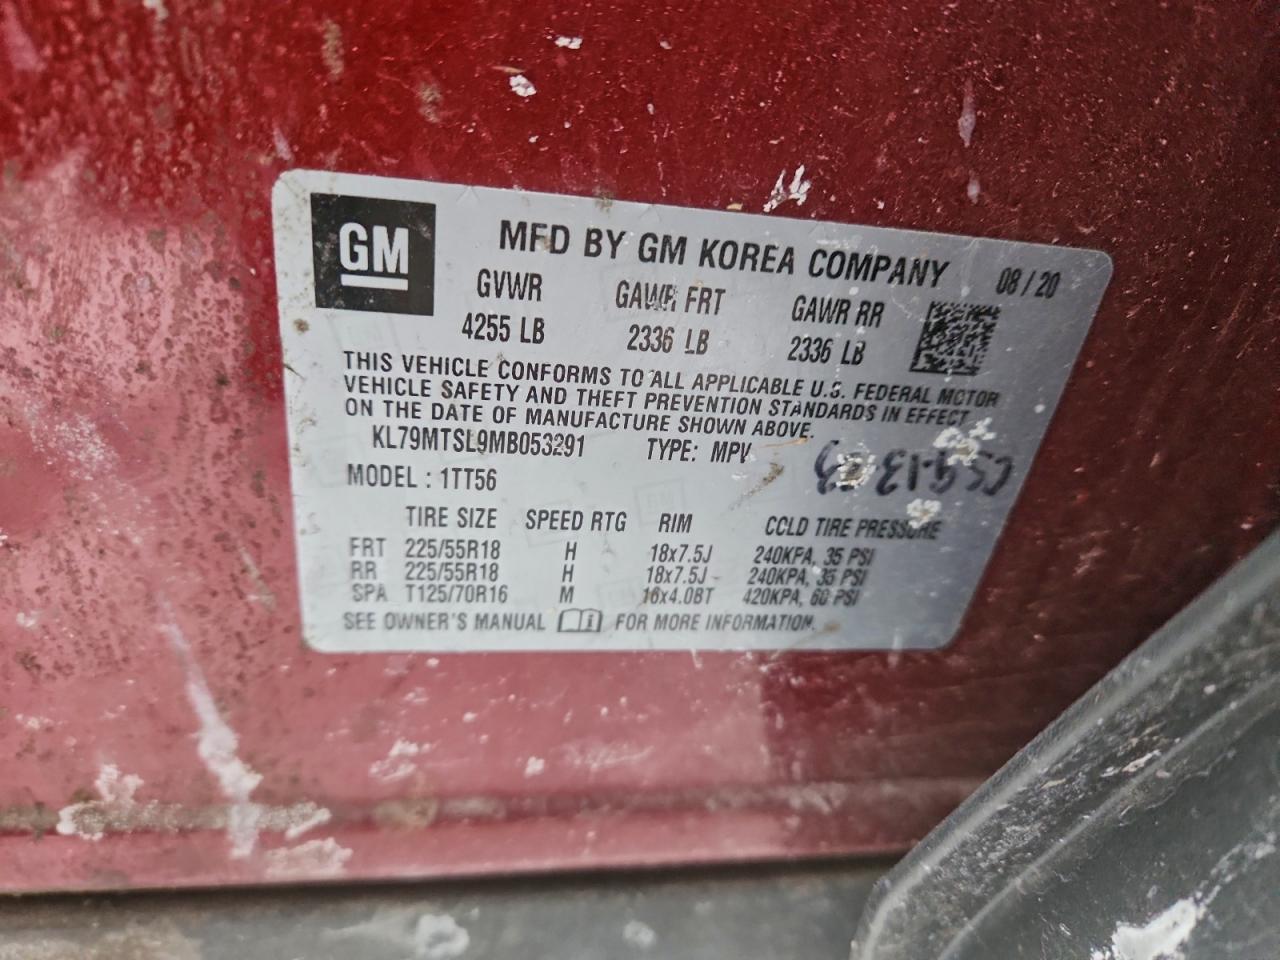 GM
MFD BY GM KOREA COMPANY 08/20
GVWR GAWR FRT GAWR RR
4255 LB 2336 LB 2336 LB
THIS VEHICLE CONFORMS TO ALL APPLICABLE U.S. FEDERAL MOTOR
VEHICLE SAFETY AND THEFT PREVENTION STANDARDS IN EFFECT
ON THE DATE OF MANUFACTURE SHOWN ABOVE.
KL79MTSL9MB053291 TYPE: MPV
MODEL: 1TT56
TIRE SIZE SPEED RTG RIM COLD TIRE PRESSURE
FRT 225/55R18 H 18x7.5J 240KPA, 35 PSI
RR 225/55R18 H 18x7.5J 240KPA, 35 PSI
SPA T125/70R16 M 16x4.0BT 420KPA, 60 PSI
SEE OWNER'S MANUAL FOR MORE INFORMATION.